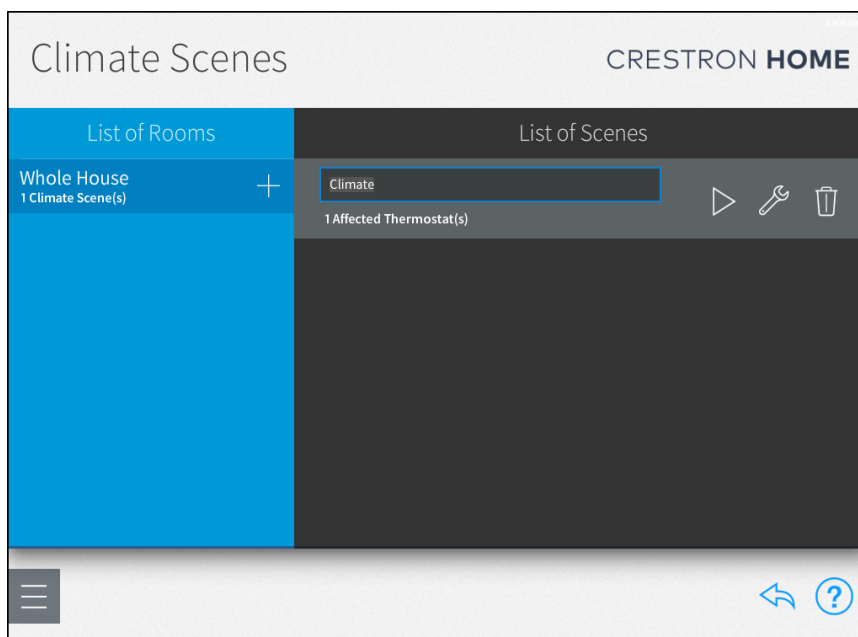 Climate Scenes
CRESTRON HOME
List of Rooms
List of Scenes
Whole House
1 Climate Scene(s)
Climate
1 Affected Thermostat(s)
?